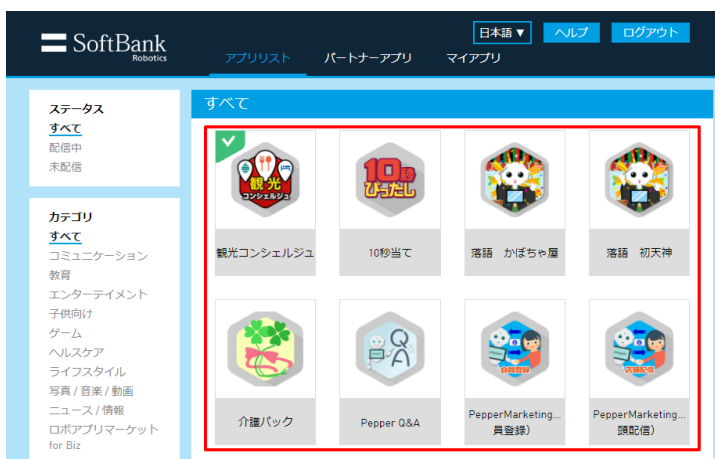 SoftBank
Robotics
日本語▼
ヘルプ
ログアウト
アプリリスト
パートナーアプリ
マイアプリ
ステータス
すべて
配信中
未配信
カテゴリ
すべて
コミュニケーション
教育
エンターテイメント
子供向け
ゲーム
ヘルスケア
ライフスタイル
写真/音楽/動画
ニュース/情報
ロボアプリマーケット
for Biz
すべて
観光
コンシェルジュ
観光コンシェルジュ
10秒
ぴったし
10秒当て
落語 かぼちゃ屋
落語 初天神
介護パック
Q
A
Pepper Q&A
会員登録
PepperMarketing...
員登録)
店頭配信
PepperMarketing...
頭配信)